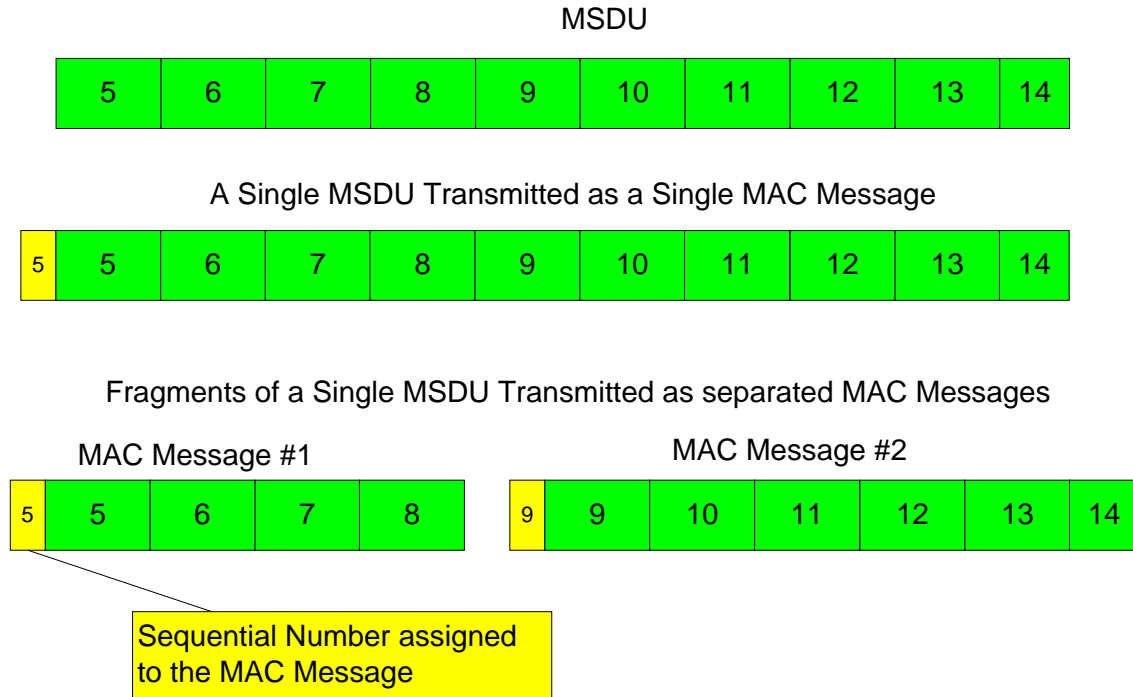 MSDU
5 6 7 8 9 10 11 12 13 14
A Single MSDU Transmitted as a Single MAC Message
5 5 6 7 8 9 10 11 12 13 14
Fragments of a Single MSDU Transmitted as separated MAC Messages
MAC Message #1
MAC Message #2
5 5 6 7 8
9 9 10 11 12 13 14
Sequential Number assigned
to the MAC Message